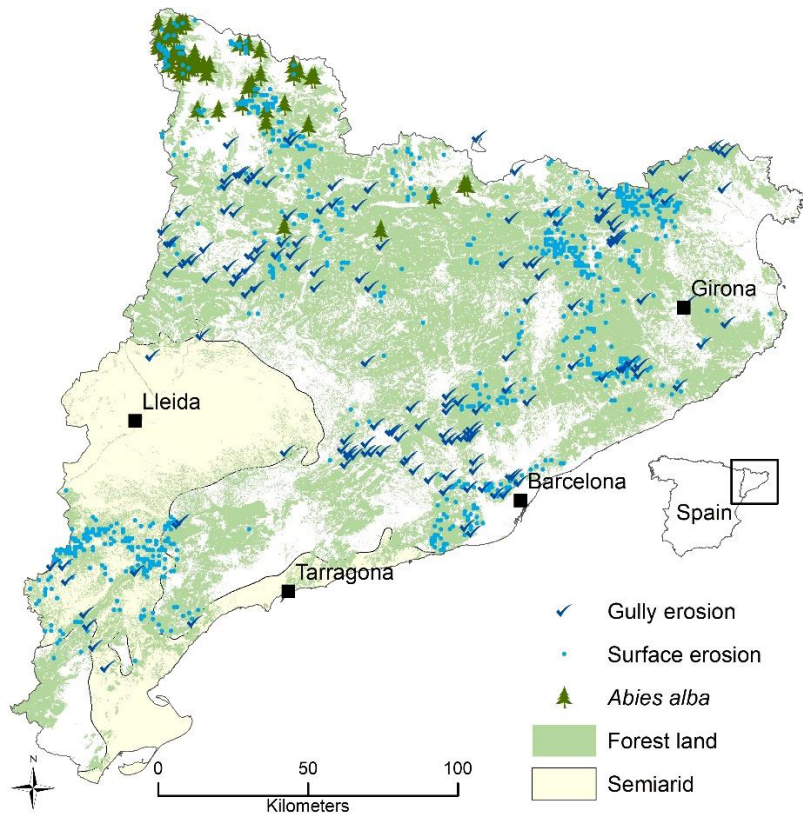 Girona
Lleida
Barcelona
Spain
Tarragona
Gully erosion
Surface erosion
Abies alba
Forest land
Semiarid
N
0 50 100
Kilometers